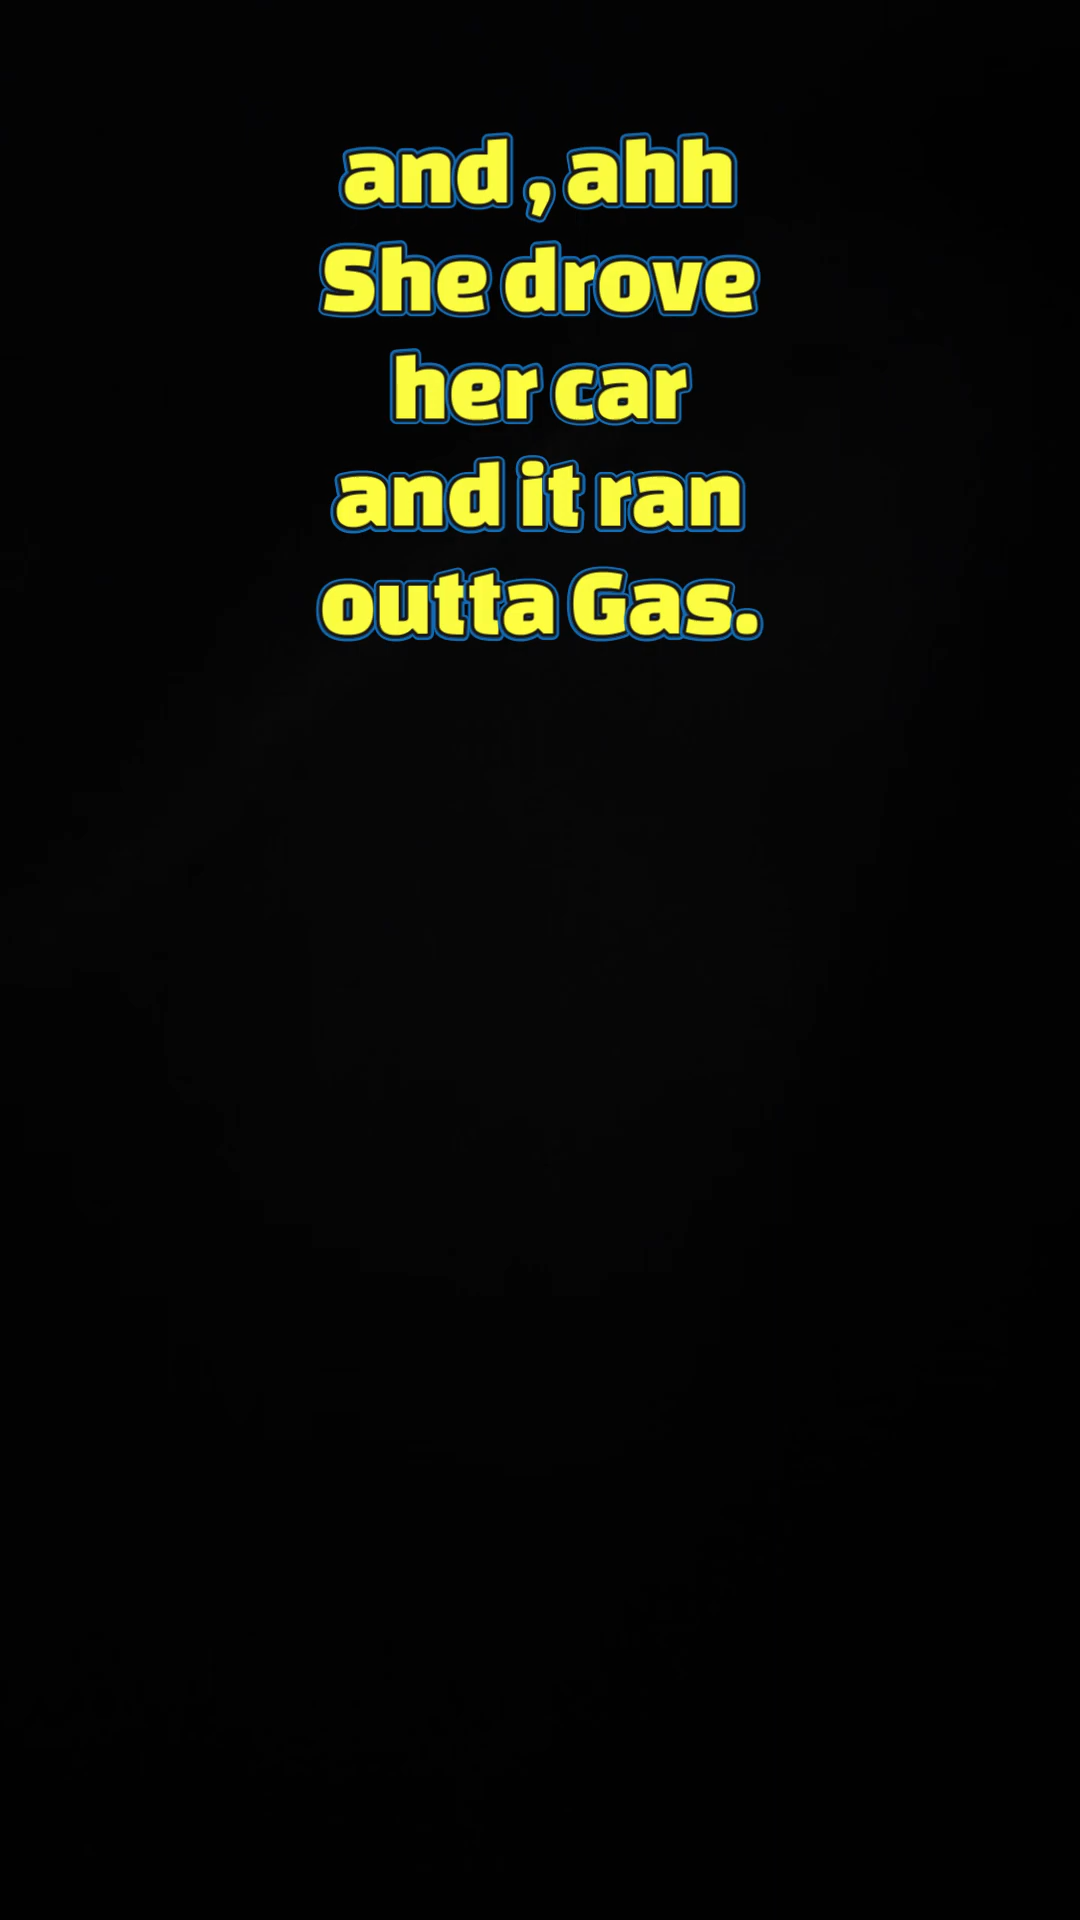 and , ahh
She drove
her car
and it ran
outta Gas.